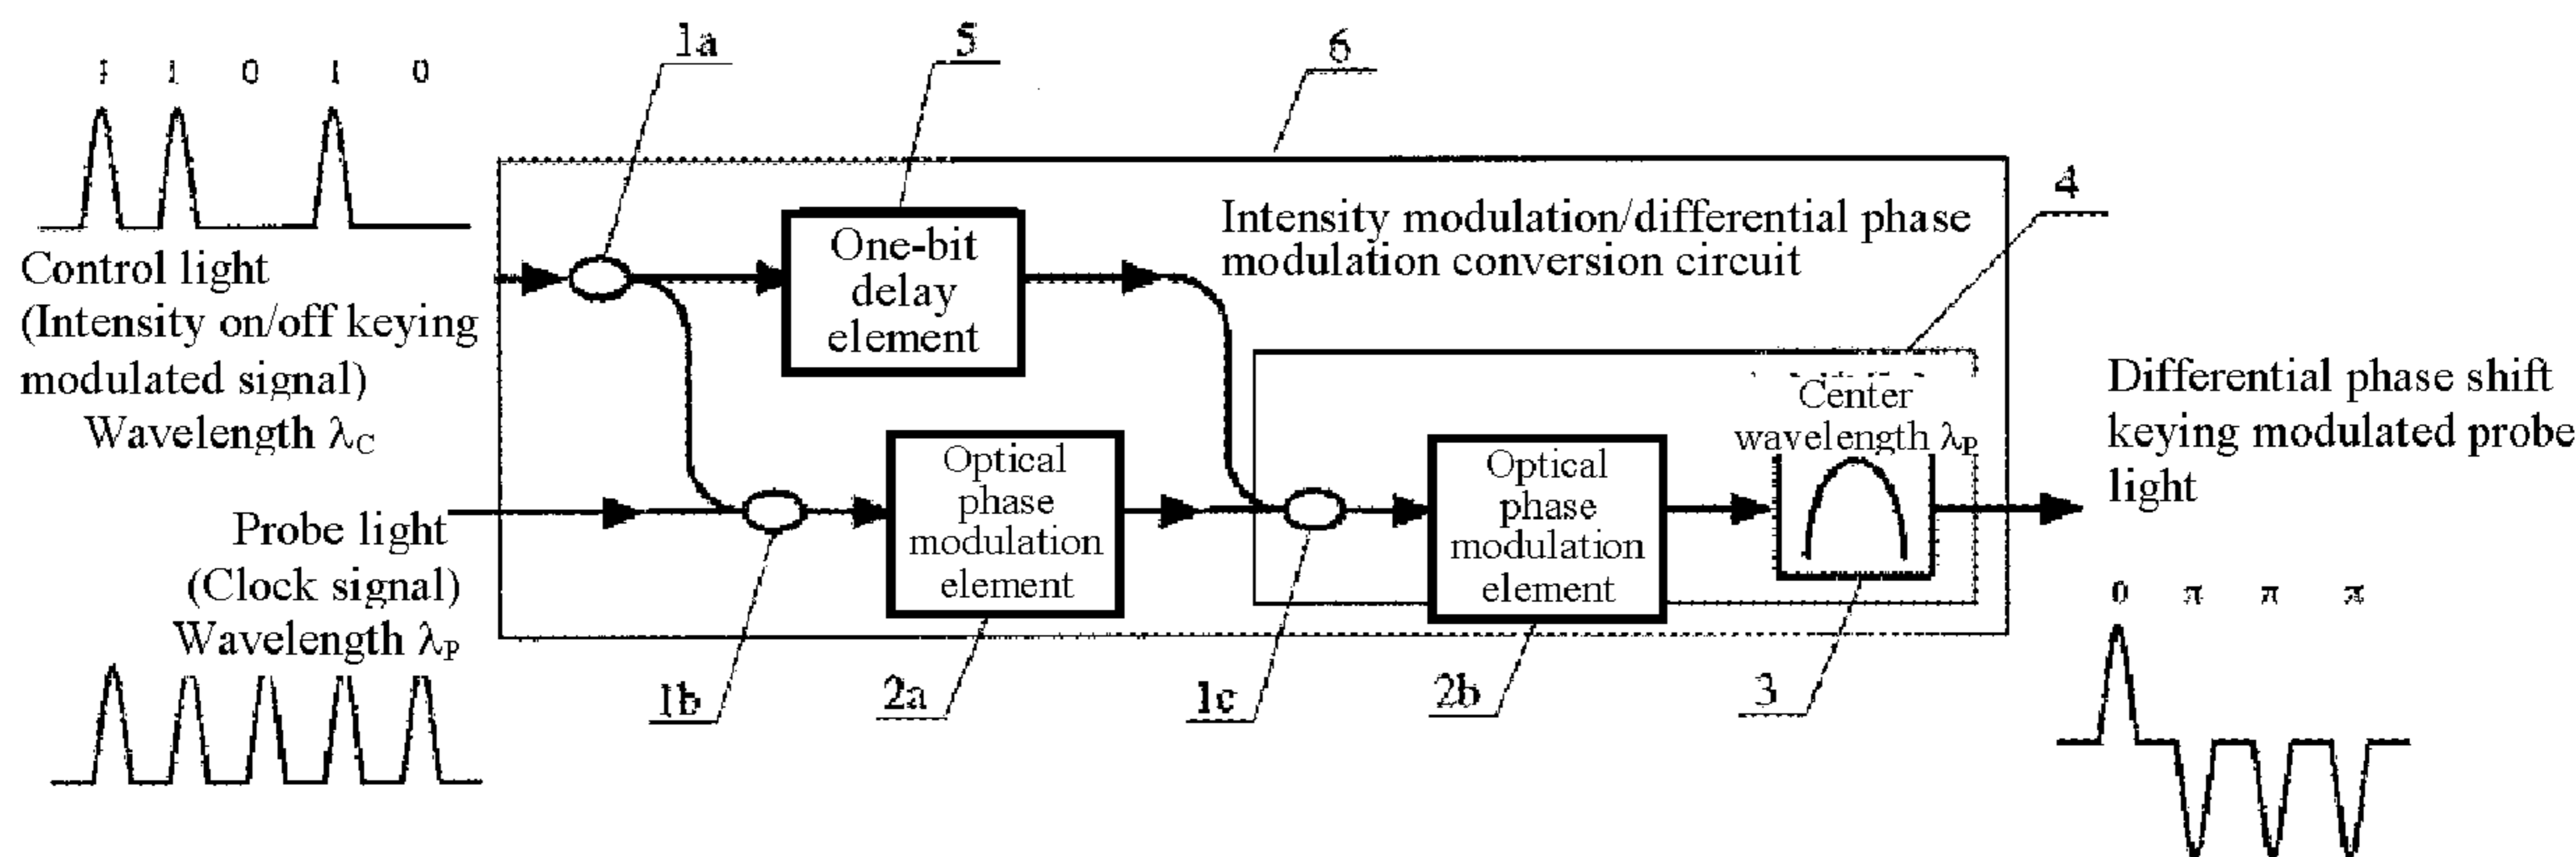 1a
5
6
1 1 0 1 0
4
Intensity modulation/differential phase
modulation conversion circuit
One-bit
delay
element
Control light
(Intensity on/off keying
modulated signal)
Wavelength λC
Center
wavelength λP
Differential phase shift
keying modulated probe
light
Optical
phase
modulation
element
Optical
phase
modulation
element
Probe light
(Clock signal)
Wavelength λP
0 π π π
1b
2a
1c
2b
3